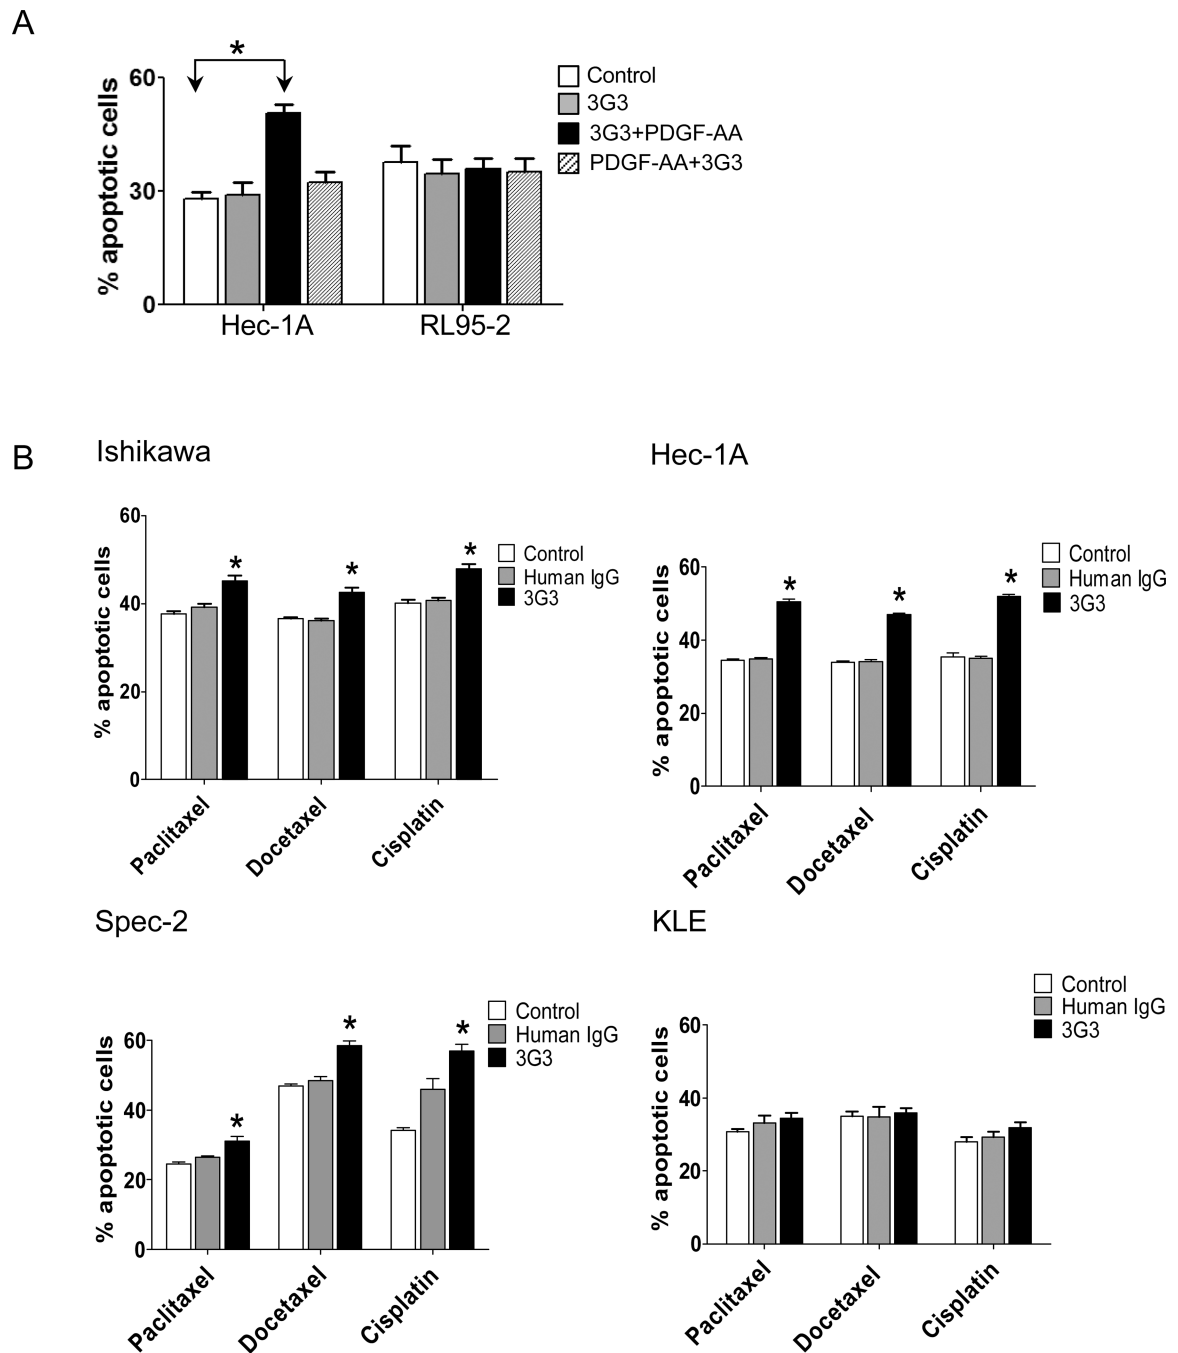 A
*
60
30
0
% apoptotic cells
Hec-1A
RL95-2
Control
3G3
3G3+PDGF-AA
PDGF-AA+3G3
B
Ishikawa
60
40
20
0
% apoptotic cells
*
*
*
Paclitaxel
Docetaxel
Cisplatin
Control
Human IgG
3G3
Hec-1A
60
40
20
0
% apoptotic cells
*
*
*
Paclitaxel
Docetaxel
Cisplatin
Control
Human IgG
3G3
Spec-2
60
40
20
0
% apoptotic cells
*
*
*
Paclitaxel
Docetaxel
Cisplatin
Control
Human IgG
3G3
KLE
60
40
20
0
% apoptotic cells
Paclitaxel
Docetaxel
Cisplatin
Control
Human IgG
3G3